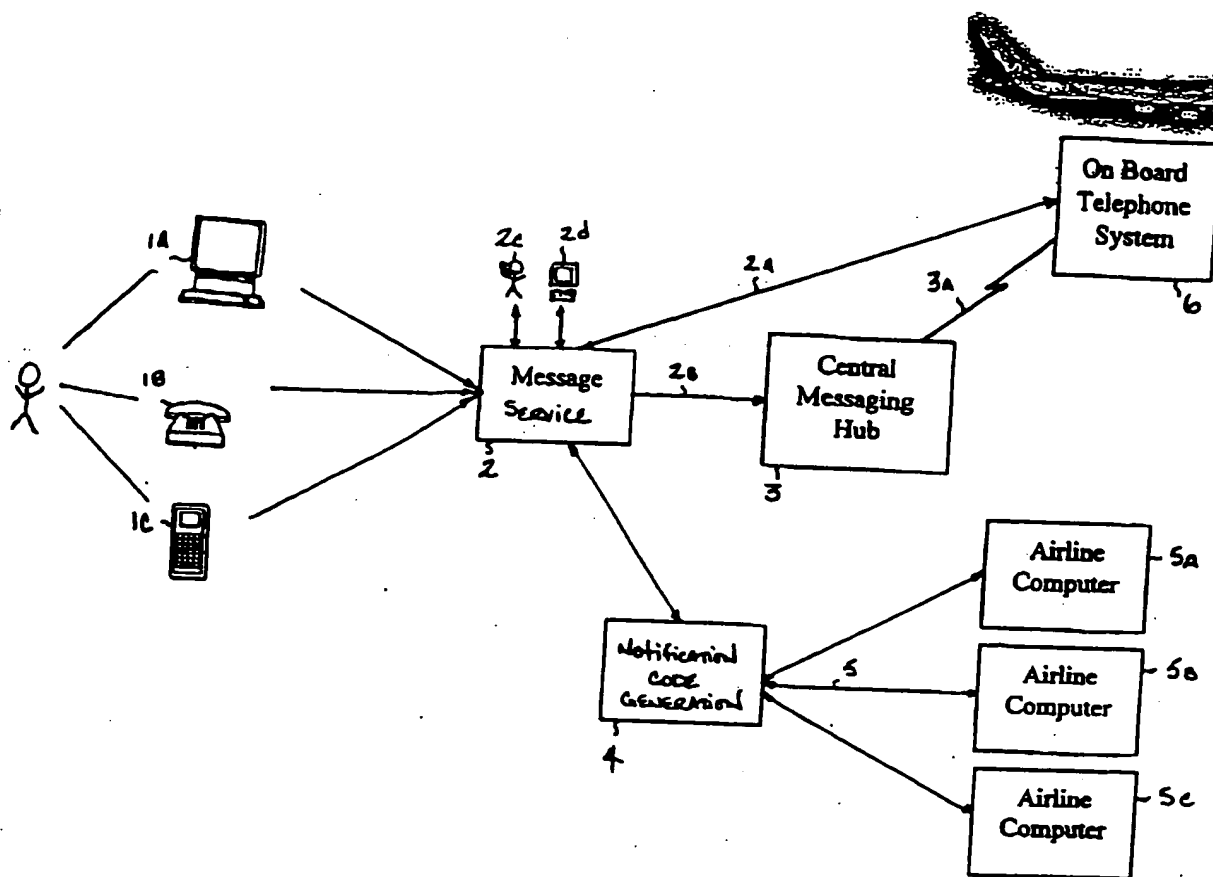 On Board
Telephone
System
6
1A
2c
2d
2A
3A
1B
Message
Service
2
2B
Central
Messaging
Hub
3
1C
Airline
Computer
5A
Notification
Code
Generation
4
5
Airline
Computer
5B
Airline
Computer
5C